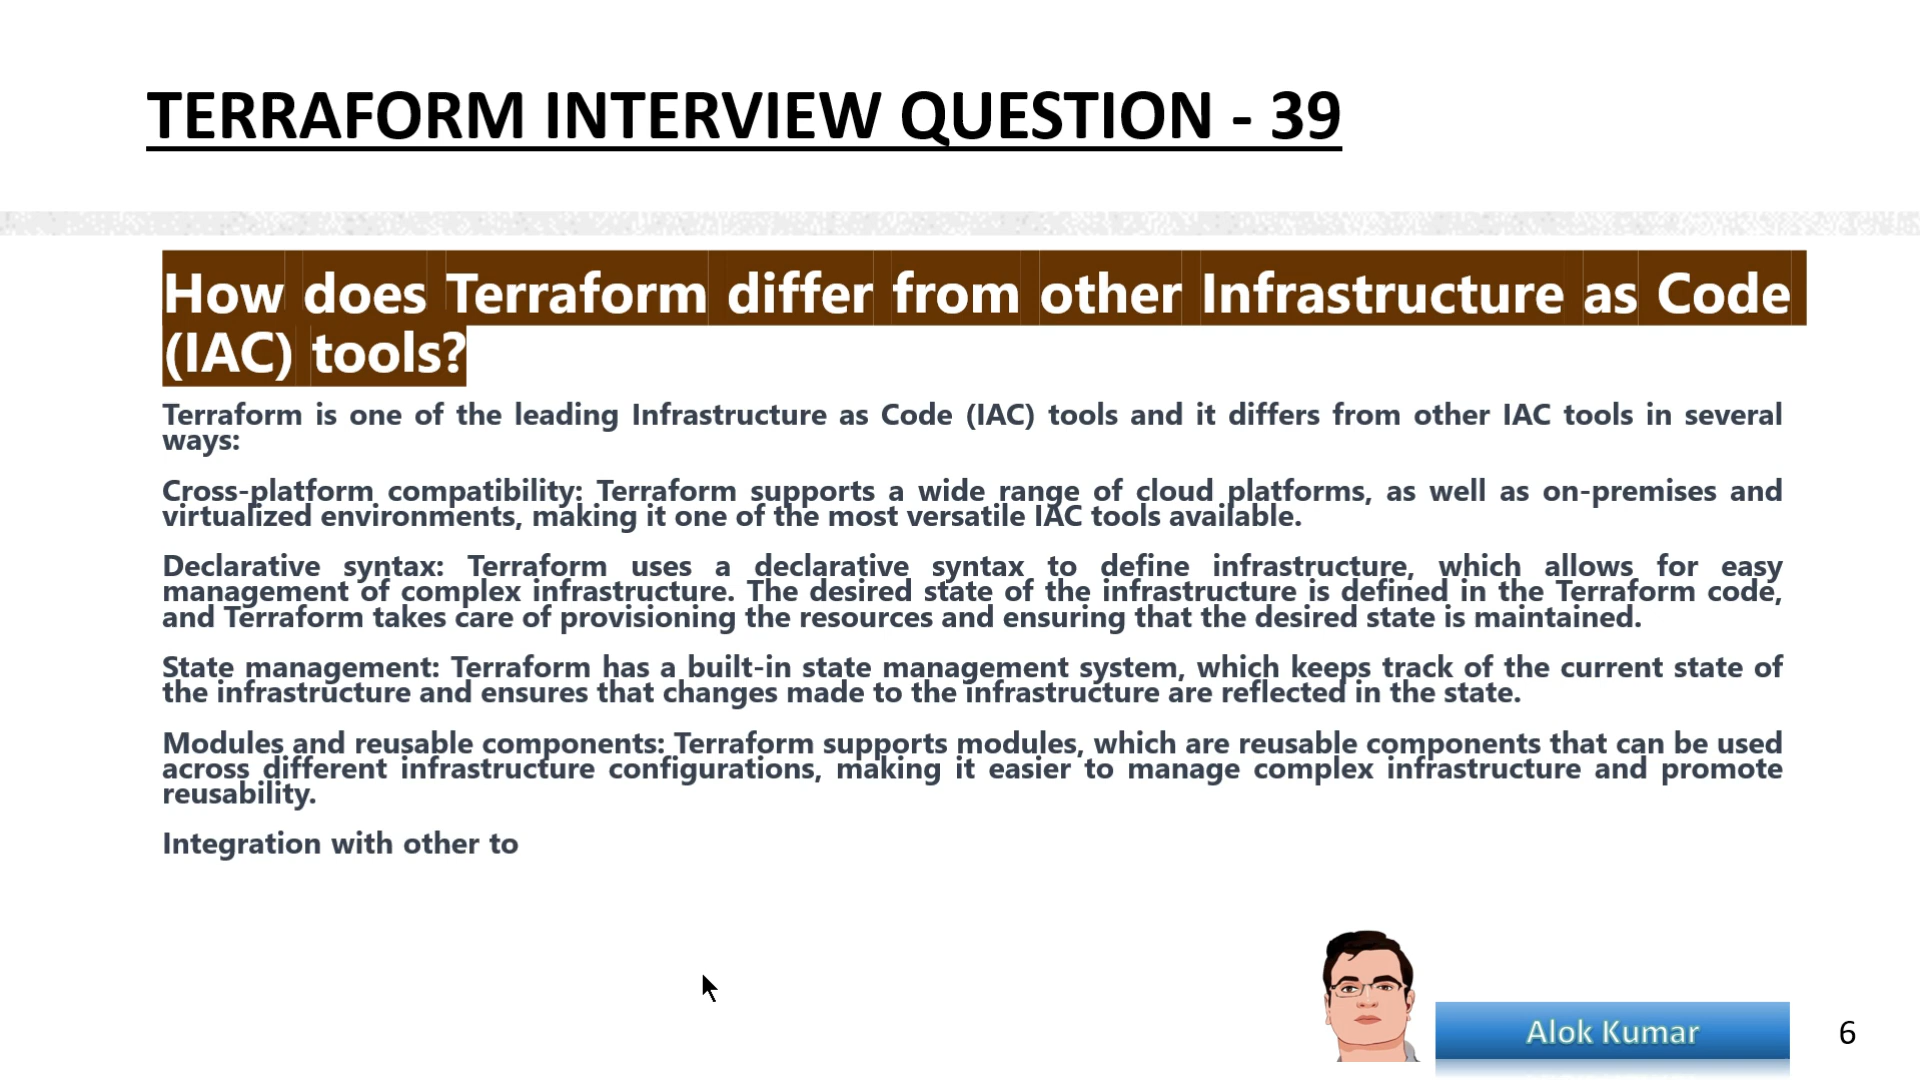 TERRAFORM INTERVIEW QUESTION - 39
How does Terraform differ from other Infrastructure as Code
(IAC) tools?
Terraform is one of the leading Infrastructure as Code (IAC) tools and it differs from other IAC tools in several
ways:
Cross-platform compatibility: Terraform supports a wide range of cloud platforms, as well as on-premises and
virtualized environments, making it one of the most versatile IAC tools available.
Declarative syntax: Terraform uses a declarative syntax to define infrastructure, which allows for easy
management of complex infrastructure. The desired state of the infrastructure is defined in the Terraform code,
and Terraform takes care of provisioning the resources and ensuring that the desired state is maintained.
State management: Terraform has a built-in state management system, which keeps track of the current state of
the infrastructure and ensures that changes made to the infrastructure are reflected in the state.
Modules and reusable components: Terraform supports modules, which are reusable components that can be used
across different infrastructure configurations, making it easier to manage complex infrastructure and promote
reusability.
Integration with other to
Alok Kumar
6